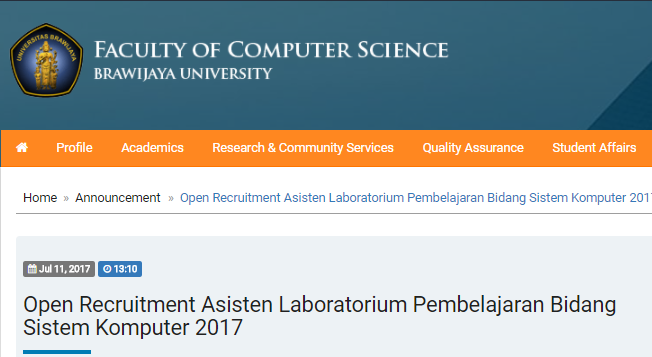 UNIVERSITAS BRAWIJAYA
FACULTY OF COMPUTER SCIENCE
BRAWIJAYA UNIVERSITY
Profile Academics Research & Community Services Quality Assurance Student Affairs
Home » Announcement » Open Recruitment Asisten Laboratorium Pembelajaran Bidang Sistem Komputer 2017
Jul 11, 2017 13:10
Open Recruitment Asisten Laboratorium Pembelajaran Bidang
Sistem Komputer 2017